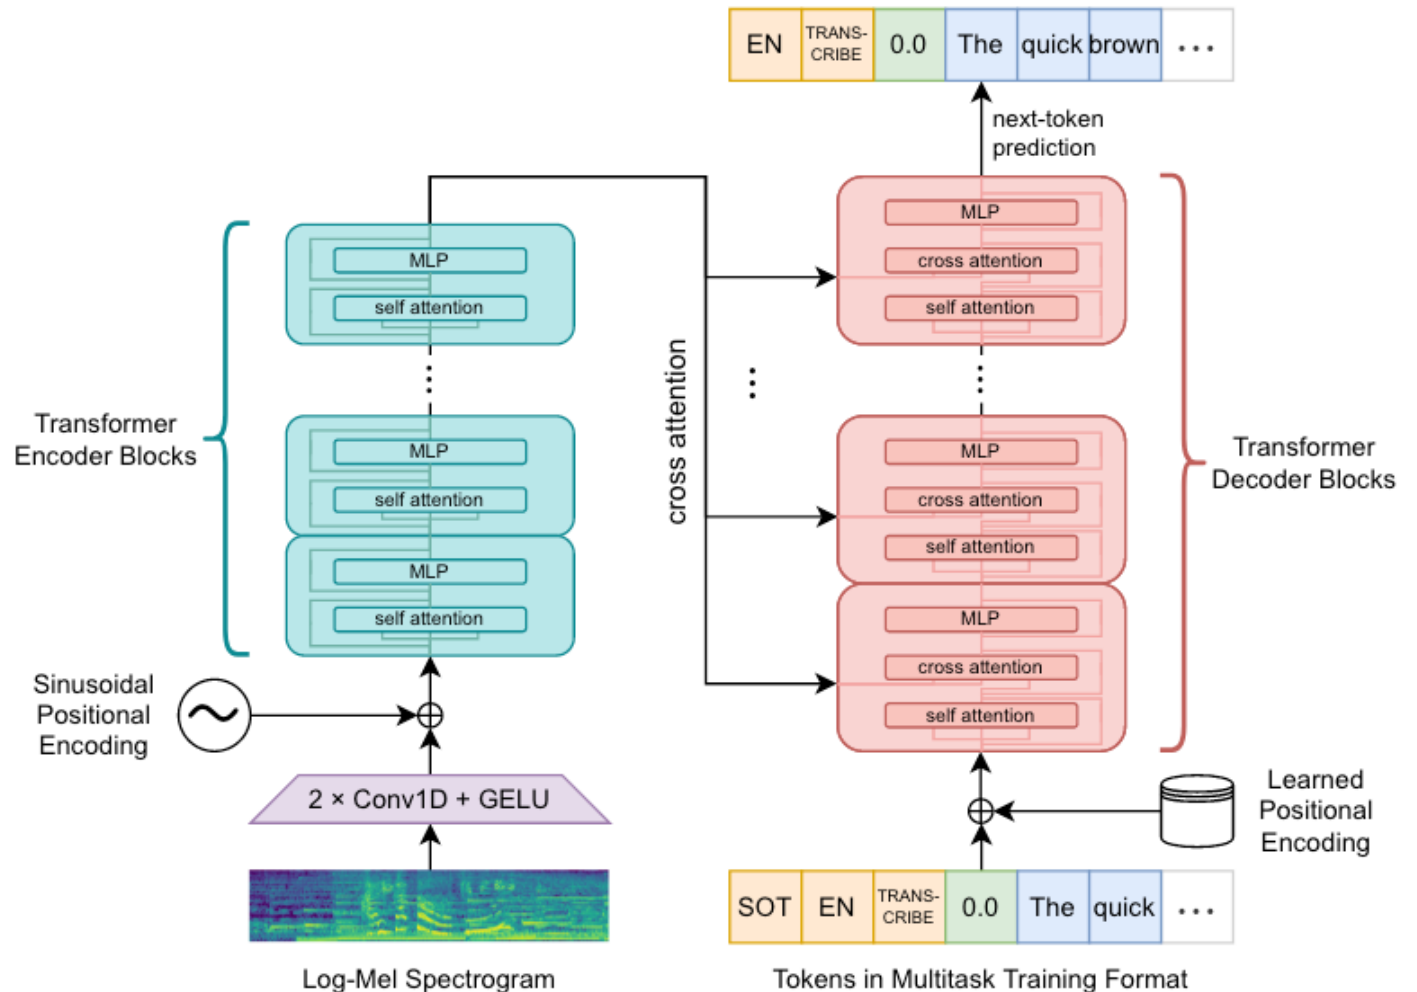 EN TRANS-
CRIBE 0.0 The quick brown ...
next-token
prediction
MLP
self attention
MLP
self attention
MLP
self attention
Transformer
Encoder Blocks
Sinusoidal
Positional
Encoding
2 × Conv1D + GELU
Log-Mel Spectrogram
cross attention
MLP
cross attention
self attention
MLP
cross attention
self attention
MLP
cross attention
self attention
Transformer
Decoder Blocks
Learned
Positional
Encoding
SOT EN TRANS-
CRIBE 0.0 The quick ...
Tokens in Multitask Training Format